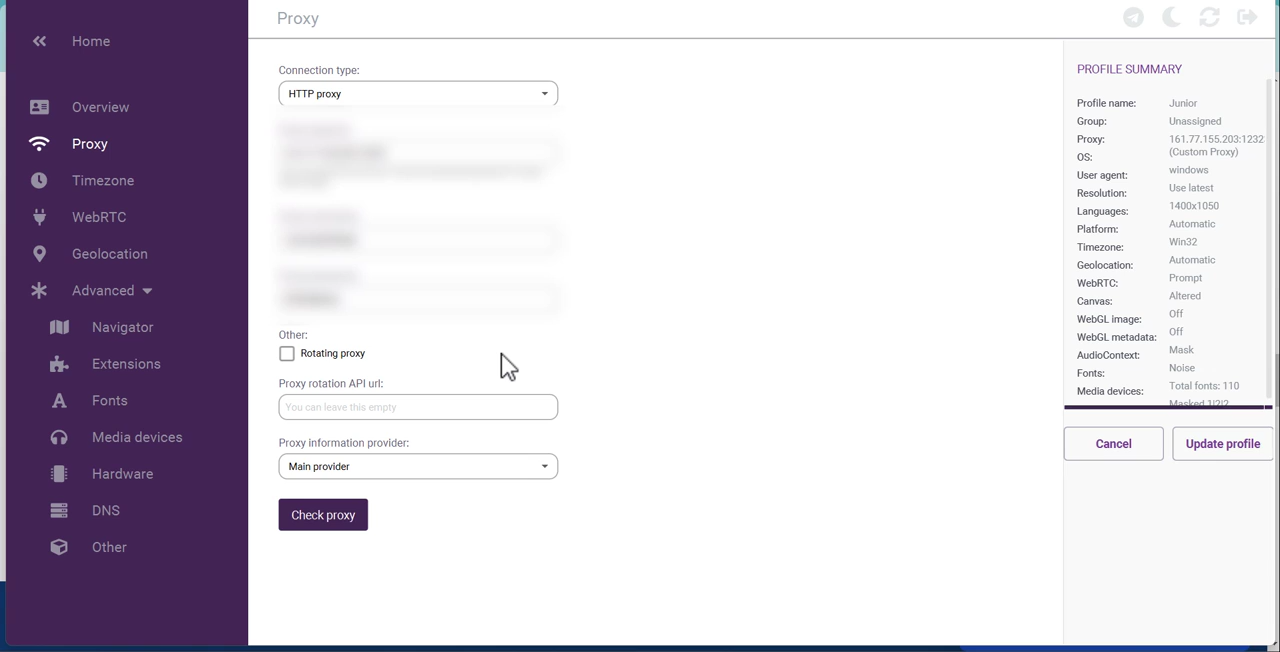 Proxy
Home
Overview
Proxy
Timezone
WebRTC
Geolocation
Advanced
Navigator
Extensions
Fonts
Media devices
Hardware
DNS
Other
Connection type:
HTTP proxy
Other:
Rotating proxy
Proxy rotation API url:
You can leave this empty
Proxy information provider:
Main provider
Check proxy
PROFILE SUMMARY
Profile name: Junior
Group: Unassigned
Proxy: 161.77.155.203:1232
(Custom Proxy)
OS: windows
User agent: Use latest
Resolution: 1400x1050
Languages: Automatic
Platform: Win32
Timezone: Automatic
Geolocation: Prompt
WebRTC: Altered
Canvas: Off
WebGL image: Off
WebGL metadata: Mask
AudioContext: Noise
Fonts: Total fonts: 110
Media devices: Masked 1|2|2
Cancel
Update profile